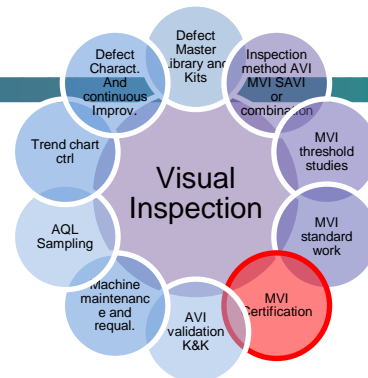 Defect
Master
Library and
Kits
Inspection
method AVI
MVI SAVI
or
combination
MVI
threshold
studies
MVI
standard
work
MVI
Certification
AVI
validation
K&K
Machine
maintenanc
e and
requal.
AQL
Sampling
Trend chart
ctrl
Defect
Charact.
And
continuous
Improv.
Visual
Inspection